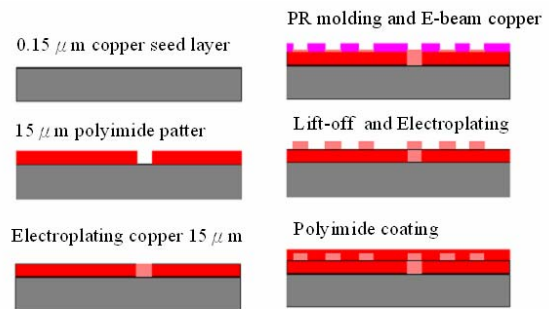 0.15 μm copper seed layer
15 μm polyimide patter
Electroplating copper 15 μm
PR molding and E-beam copper
Lift-off and Electroplating
Polyimide coating